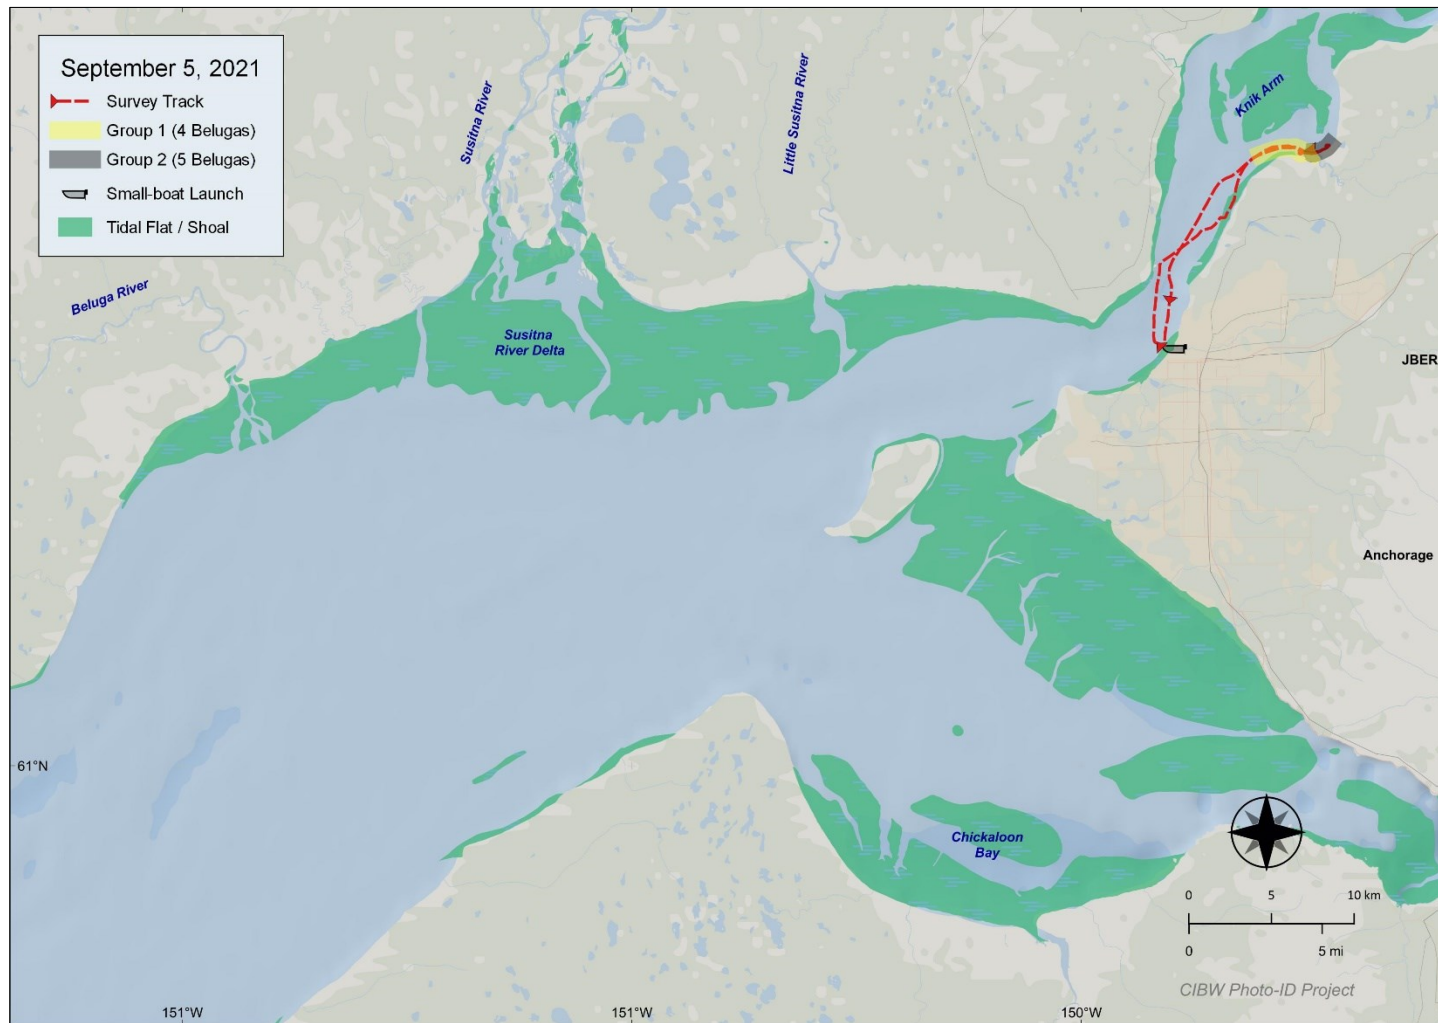 September 5, 2021
Survey Track
Group 1 (4 Belugas)
Group 2 (5 Belugas)
Small-boat Launch
Tidal Flat / Shoal
Susitna River
Little Susitna River
Knik Arm
Beluga River
Susitna
River Delta
JBER
Anchorage
61°N
Chickaloon
Bay
0 5 10 km
0 5 mi
CIBW Photo-ID Project
151°W 151°W 150°W